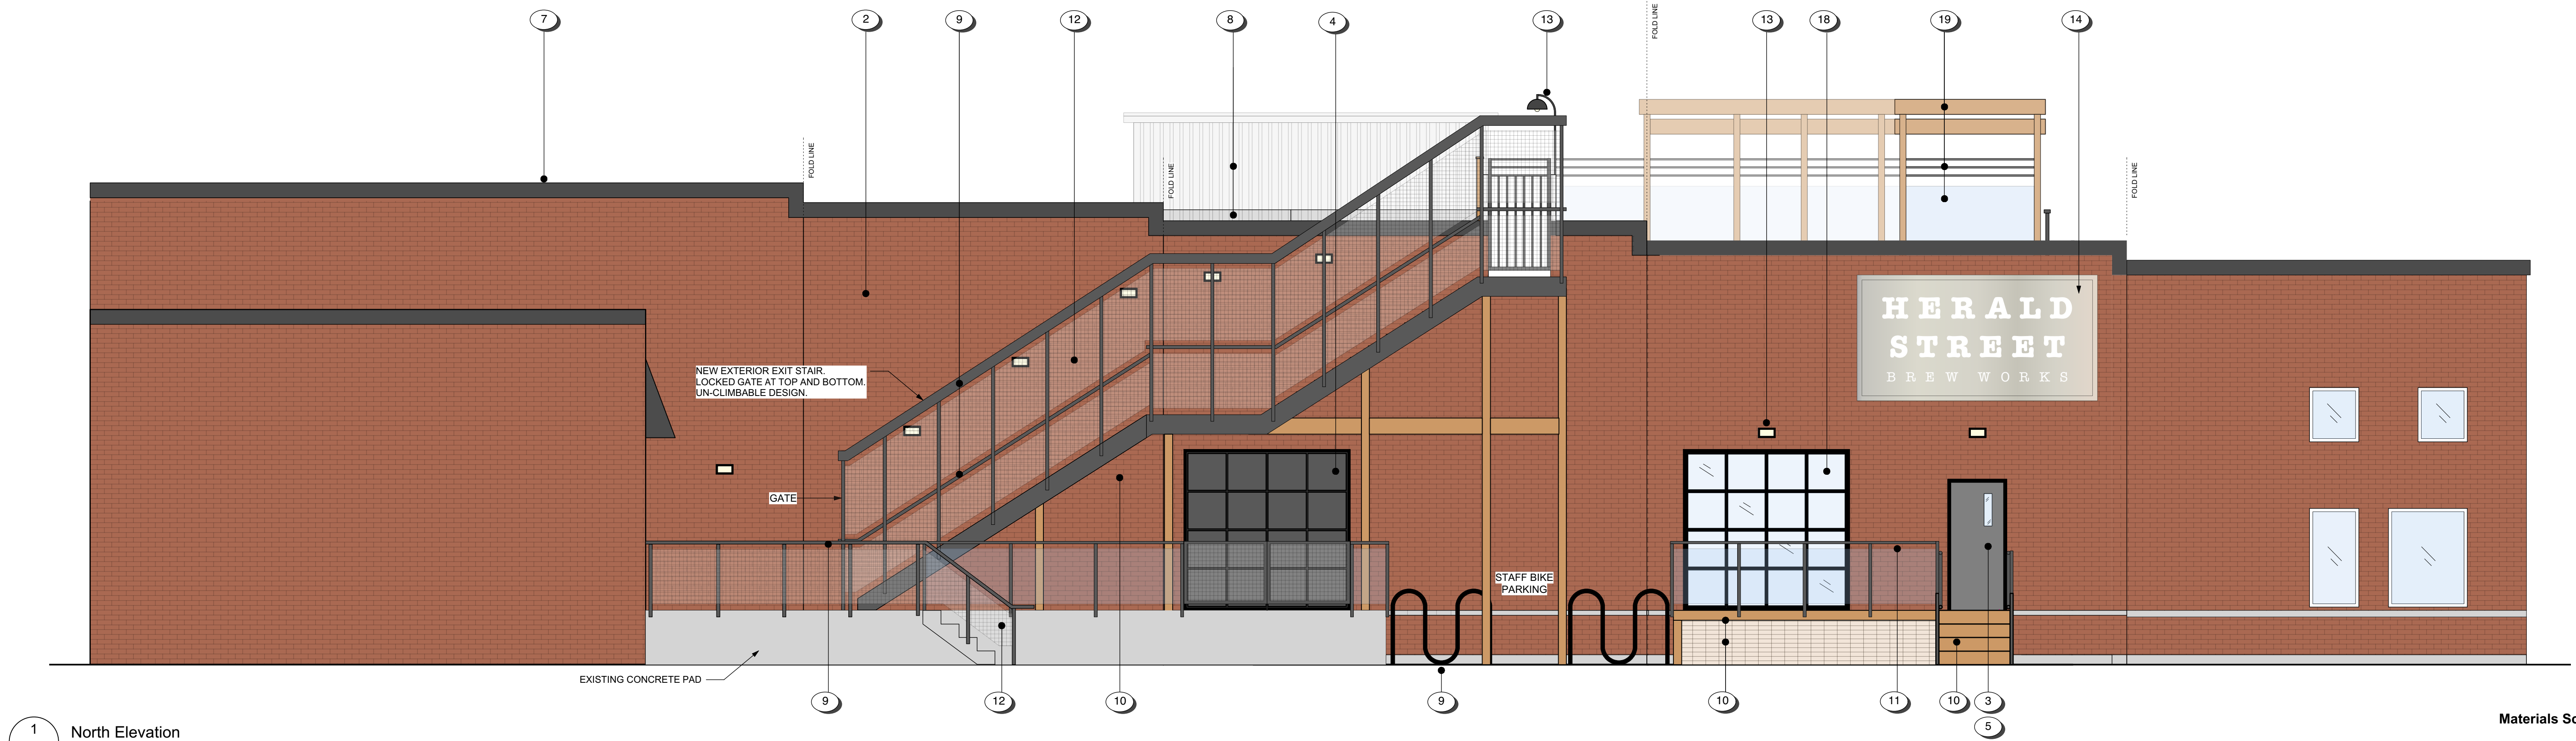 7
2
9
12
8
4
13
13
18
19
14
FOLD LINE
FOLD LINE
FOLD LINE
FOLD LINE
HERALD
STREET
BREW WORKS
NEW EXTERIOR EXIT STAIR.
LOCKED GATE AT TOP AND BOTTOM.
UN-CLIMBABLE DESIGN.
GATE
STAFF BIKE
PARKING
EXISTING CONCRETE PAD
9
12
10
9
10
11
10
3
5
1
North Elevation
Materials Sc